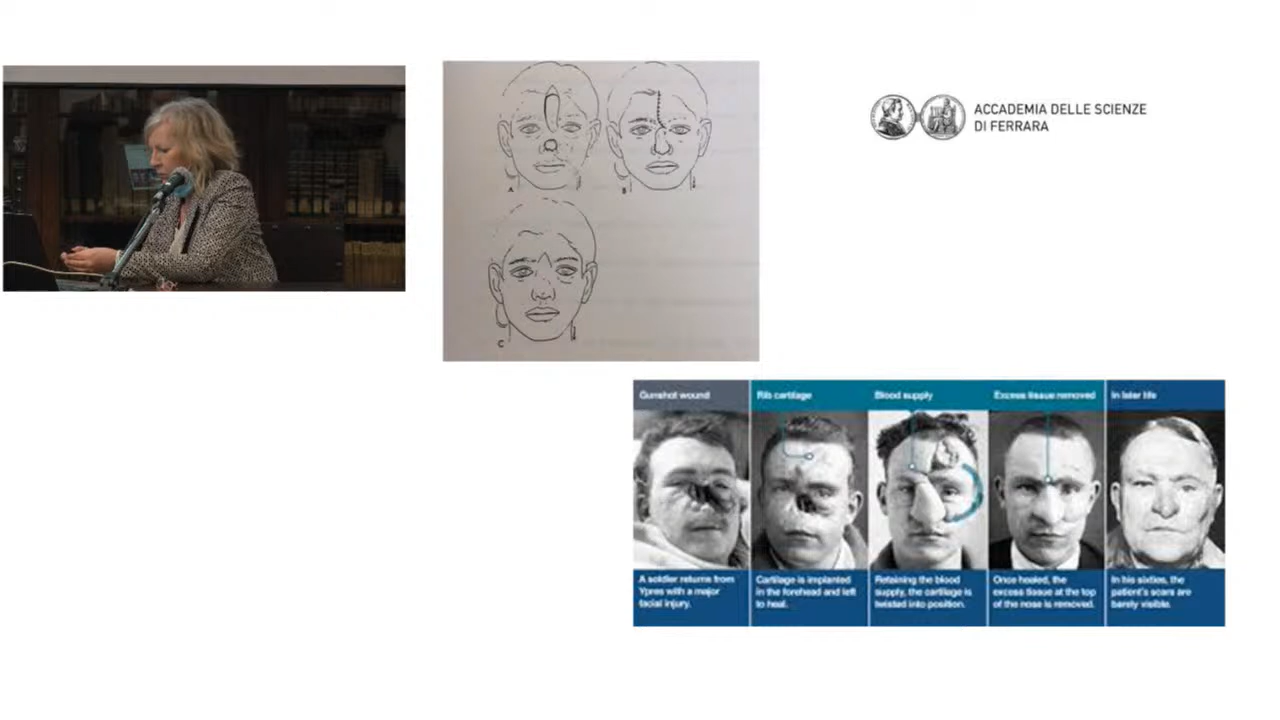 A
B
C
ACCADEMIA DELLE SCIENZE
DI FERRARA
Gunshot wound
Rib cartilage
Blood supply
Excess tissue removed
In later life
A soldier returns from
Ypres with a major
facial injury.
Cartilage is implanted
in the forehead and left
to heal.
Retaining the blood
supply, the cartilage is
twisted into position.
Once healed, the
excess tissue at the top
of the nose is removed.
In his sixties, the
patient's scars are
barely visible.